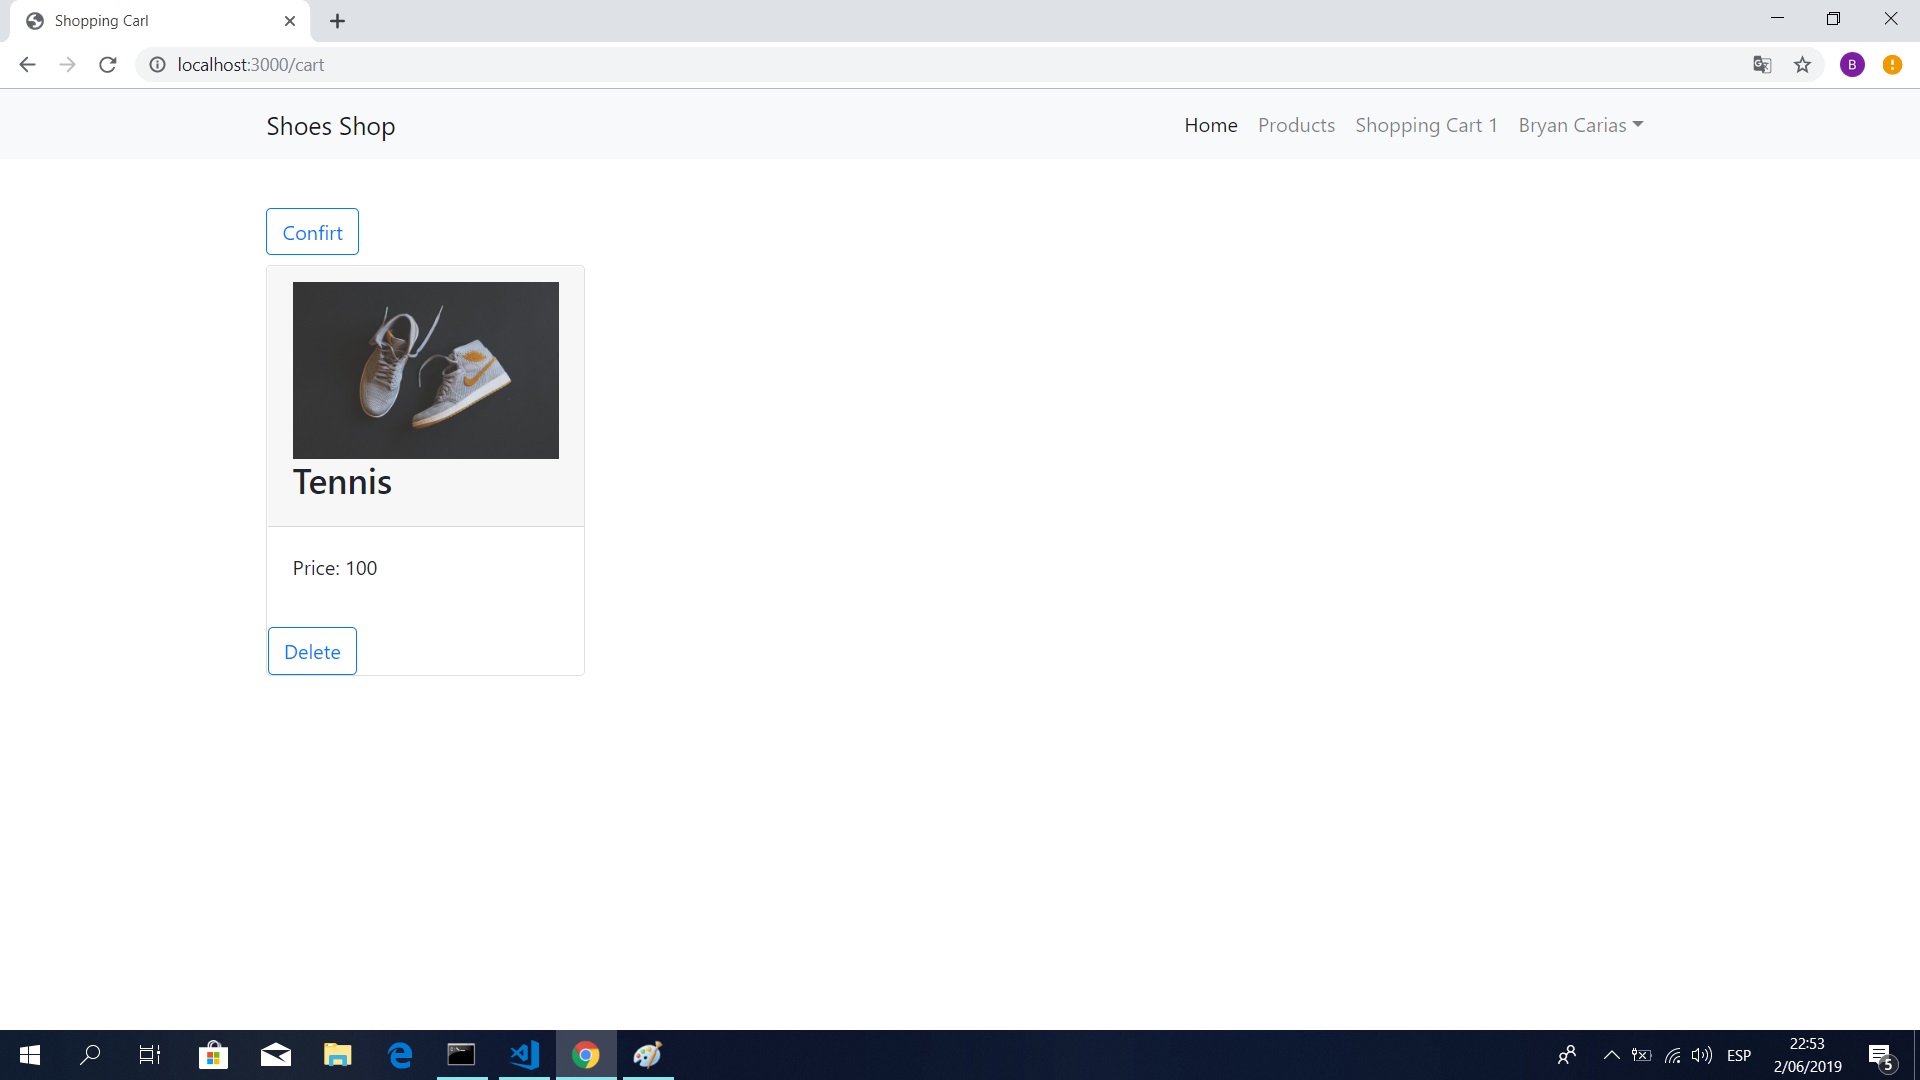 Shopping Carl
localhost:3000/cart
B
Shoes Shop
Home Products Shopping Cart 1 Bryan Carias
Confirt
Tennis
Price: 100
Delete
ESP
22:53
2/06/2019
5